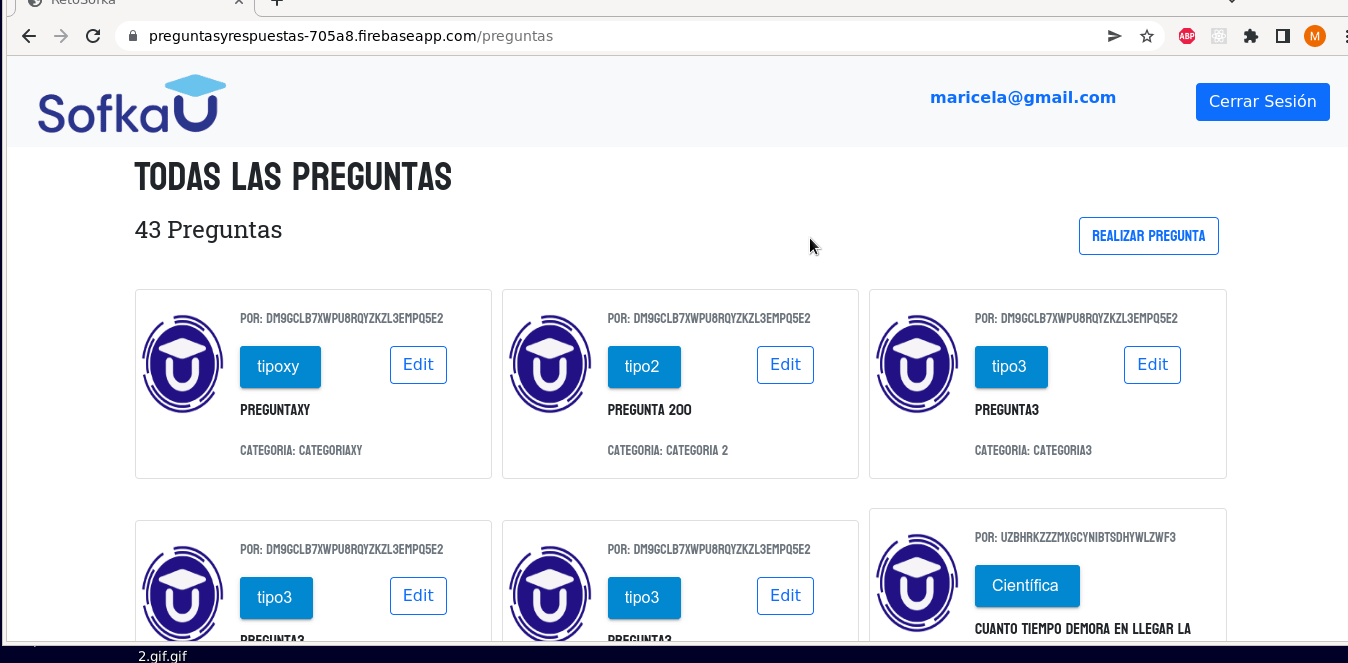 RetoSofka
preguntasyrespuestas-705a8.firebaseapp.com/preguntas
ABP
M
SofkaU
maricela@gmail.com
Cerrar Sesión
TODAS LAS PREGUNTAS
43 Preguntas
REALIZAR PREGUNTA
POR: DM9GCLB7XWPU8RQYZKZL3EMPQ5E2
tipoxy
Edit
PREGUNTAXY
CATEGORIA: CATEGORIAXY
POR: DM9GCLB7XWPU8RQYZKZL3EMPQ5E2
tipo2
Edit
PREGUNTA 200
CATEGORIA: CATEGORIA 2
POR: DM9GCLB7XWPU8RQYZKZL3EMPQ5E2
tipo3
Edit
PREGUNTA3
CATEGORIA: CATEGORIA3
POR: DM9GCLB7XWPU8RQYZKZL3EMPQ5E2
tipo3
Edit
PREGUNTA3
POR: DM9GCLB7XWPU8RQYZKZL3EMPQ5E2
tipo3
Edit
PREGUNTA3
POR: UZBHRKZZZMXGCYNIBTSDHYWLZWF3
Científica
CUANTO TIEMPO DEMORA EN LLEGAR LA
2.gif.gif